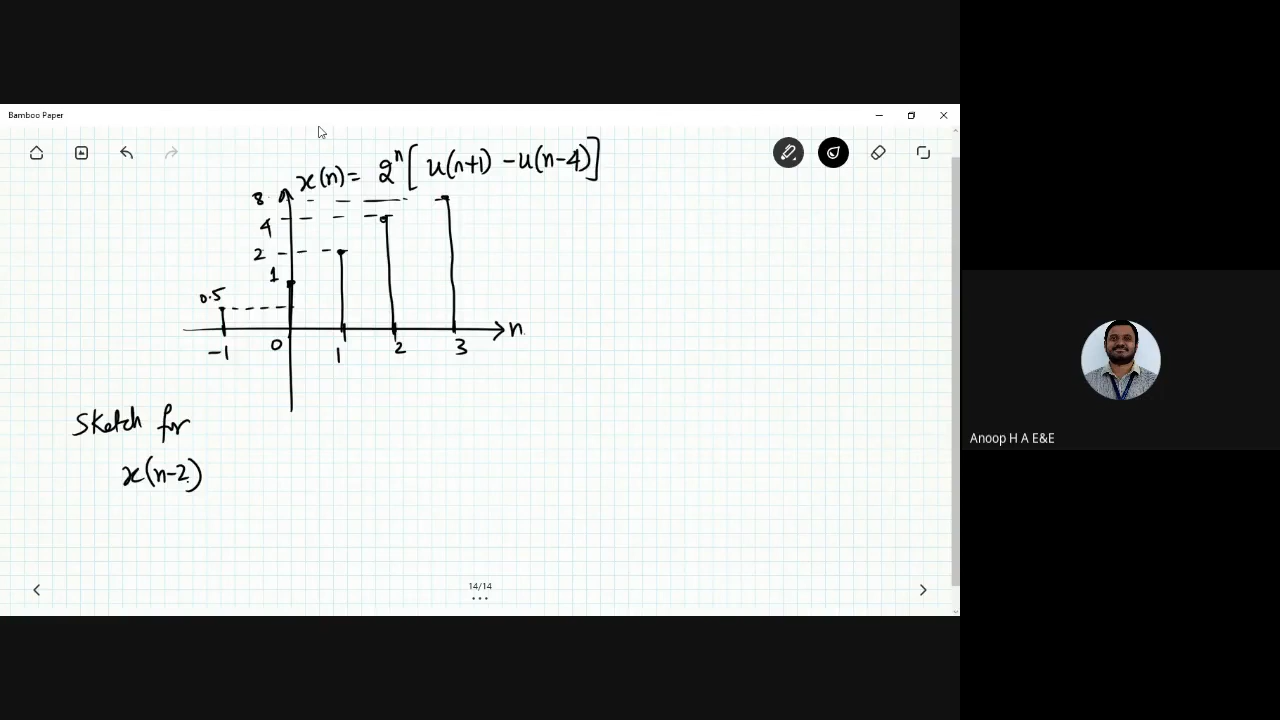 Bamboo Paper
x(n)= 2^n [u(n+1) -u(n-4)]
8
4
2
1
0.5
-1 0 1 2 3 n
Sketch for
x(n-2)
Anoop H A E&E
14/14